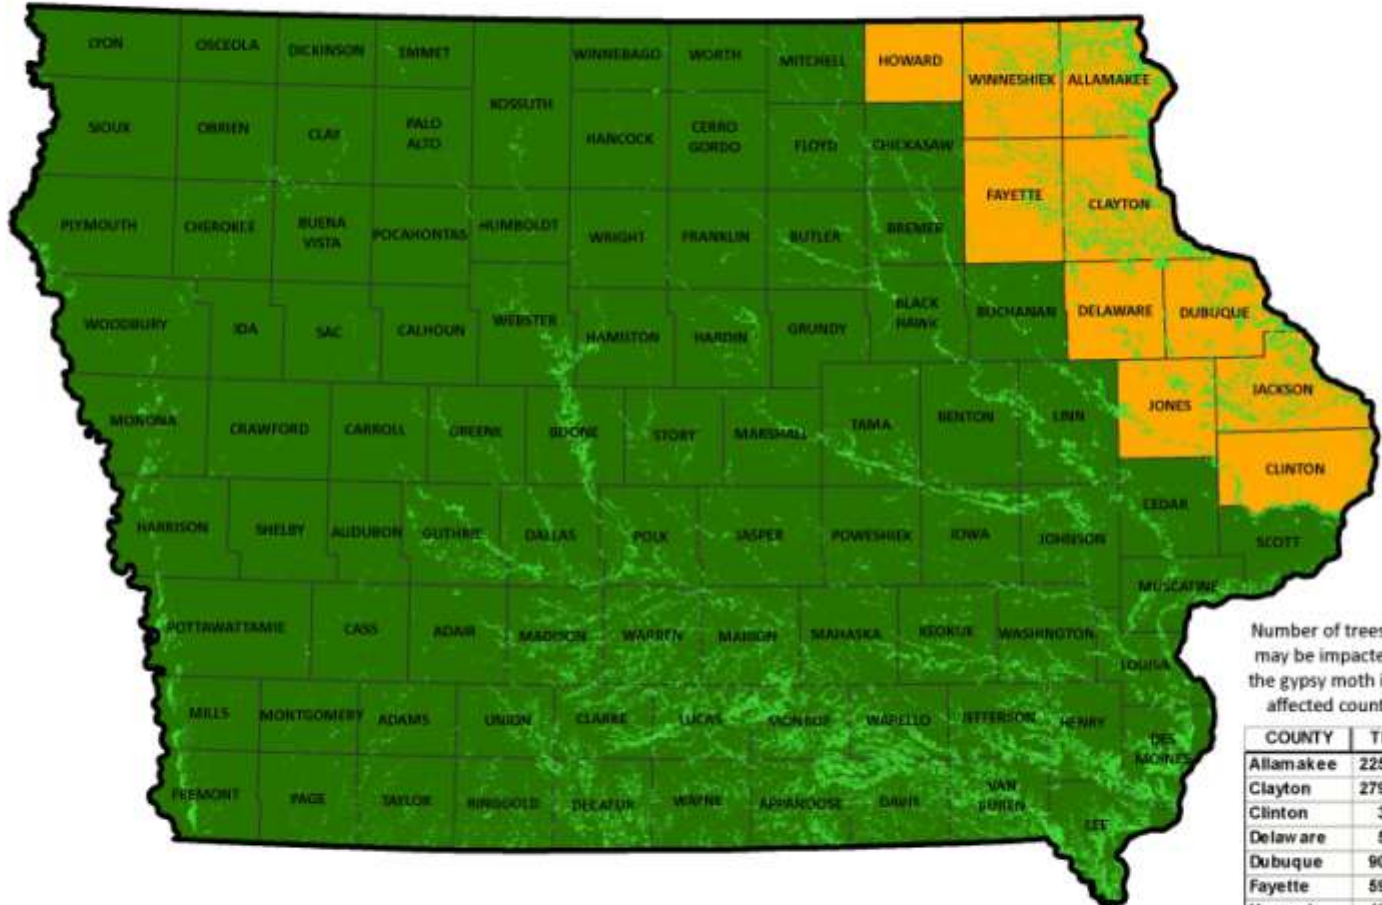 LYON
OSCEOLA
DICKINSON
EMMET
WINNEBAGO
WORTH
MITCHELL
HOWARD
WINNESHIEK
ALLAMAKEE
KOSSUTH
SIOUX
OBRIEN
CLAY
PALO
ALTO
HANCOCK
CERRO
GORDO
FLOYD
CHICKASAW
FAYETTE
CLAYTON
PLYMOUTH
CHEROKEE
BUENA
VISTA
POCAHONTAS
HUMBOLDT
WRIGHT
FRANKLIN
BUTLER
BREMER
WOODBURY
IDA
SAC
CALHOUN
WEBSTER
HAMILTON
HARDIN
GRUNDY
BLACK
HAWK
BUCHANAN
DELAWARE
DUBUQUE
MONONA
CRAWFORD
CARROLL
GREENE
BOONE
STORY
MARSHALL
TAMA
BENTON
LINN
JONES
JACKSON
CLINTON
HARRISON
SHELBY
AUDUBON
GUTHRIE
DALLAS
POLK
JASPER
POWESHIEK
IOWA
JOHNSON
CEDAR
SCOTT
MUSCATINE
POTTAWATTAMIE
CASS
ADAIR
MADISON
WARREN
MARION
MAHASKA
KEOKUK
WASHINGTON
LOUISA
MILLS
MONTGOMERY
ADAMS
UNION
CLARKE
LUCAS
MONROE
WAPELLO
JEFFERSON
HENRY
DES
MOINES
FREMONT
PAGE
TAYLOR
RINGGOLD
DECATUR
WAYNE
APPANOOSE
DAVIS
VAN
BUREN
LEE
Number of trees
may be impacte
the gypsy moth i
affected count
COUNTY T
Allamakee 225
Clayton 279
Clinton 3
Delaware 5
Dubuque 90
Fayette 59